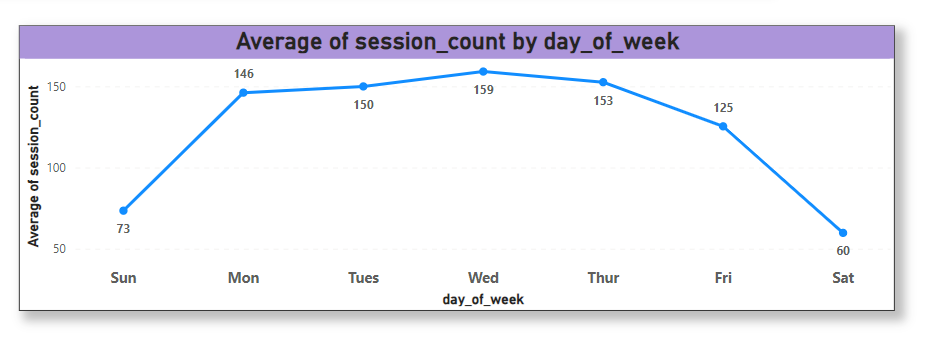 Average of session_count by day_of_week
Average of session_count
150
100
50
73
146
150
159
153
125
60
Sun Mon Tues Wed Thur Fri Sat
day_of_week